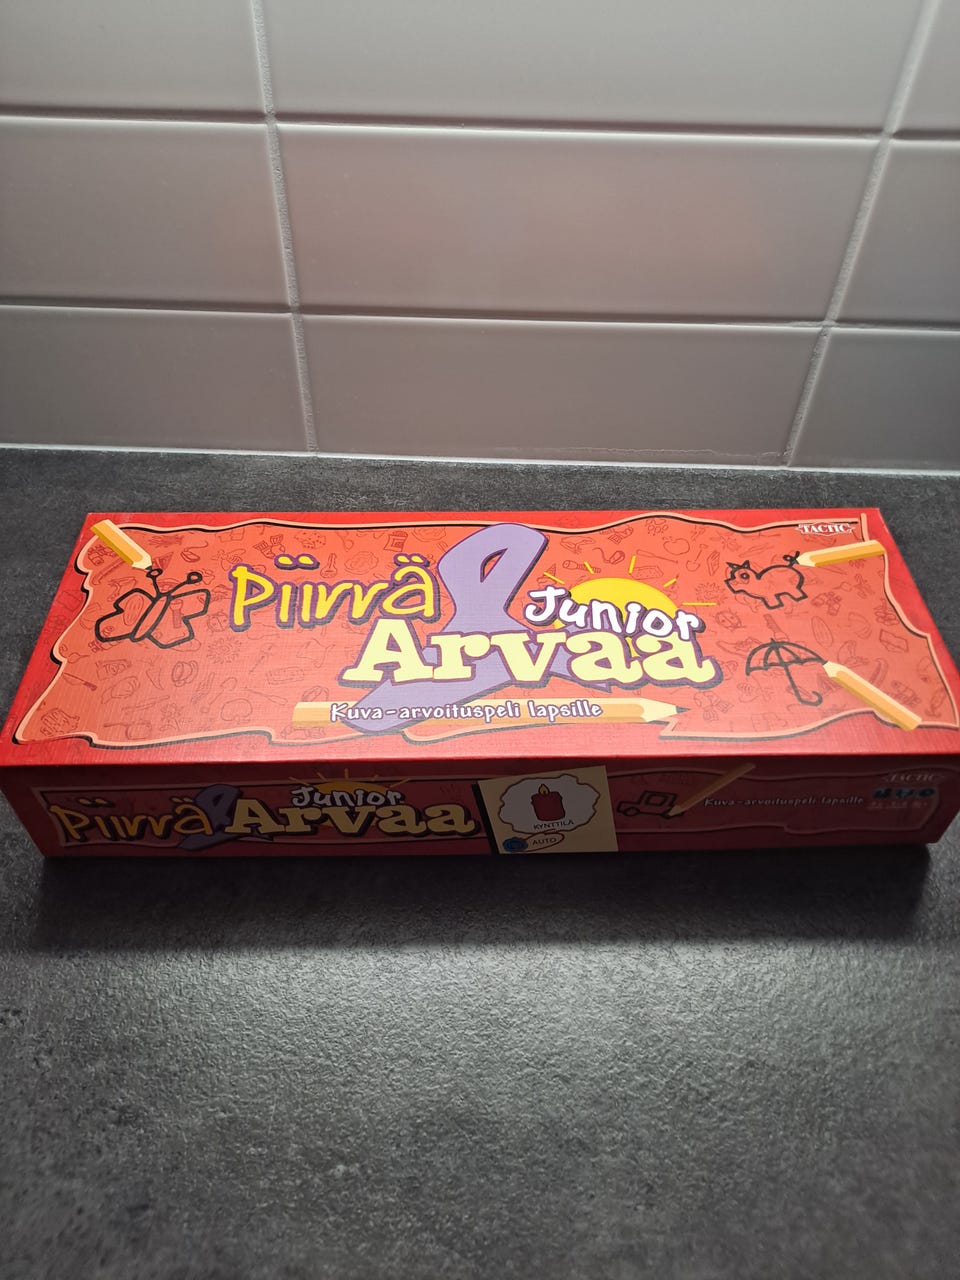 TACTIC
Piirrä &
Junior
Arvaa
Kuva-arvoituspeli lapsille
Piirrä & Arvaa
Junior
KYNTTILÄ
AUTO
Kuva-arvoituspeli lapsille
TACTIC